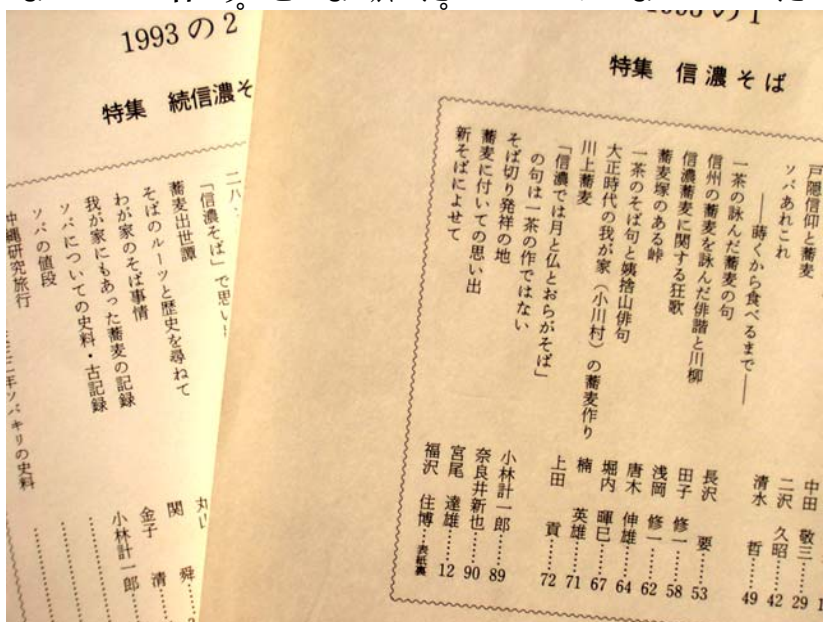 特集 信濃そば
戸隠信仰と蕎麦 二沢 久昭……42
ソバあれこれ
——蒔くから食べるまで—— 清水 哲……49
一茶の詠んだ蕎麦の句 長沢 要……53
信州の蕎麦を詠んだ俳諧と川柳 田子 修一……58
信濃蕎麦に関する狂歌 浅岡 修一……62
蕎麦塚のある峠 唐木 伸雄……64
一茶のそば句と姨捨山俳句 堀内 暉巳……67
大正時代の我が家（小川村）の蕎麦作り 楠 英雄……71
川上蕎麦 上田 貢……72
「信濃では月と仏とおらがそば」
の句は一茶の作ではない 小林計一郎……89
そば切り発祥の地 奈良井新也……90
蕎麦に付いての思い出 宮尾 達雄……12
新そばによせて 福沢 住博……表紙裏
中田 敬三……29
1993の2
特集 続信濃そ
「信濃そば」で思い
蕎麦出世譚
そばのルーツと歴史を尋ねて 関 舜
わが家のそば事情 金子 清
我が家にもあった蕎麦の記録 小林計一郎
ソバについての史料・古記録
ソバの値段
沖縄研究旅行
ソバキリの史料